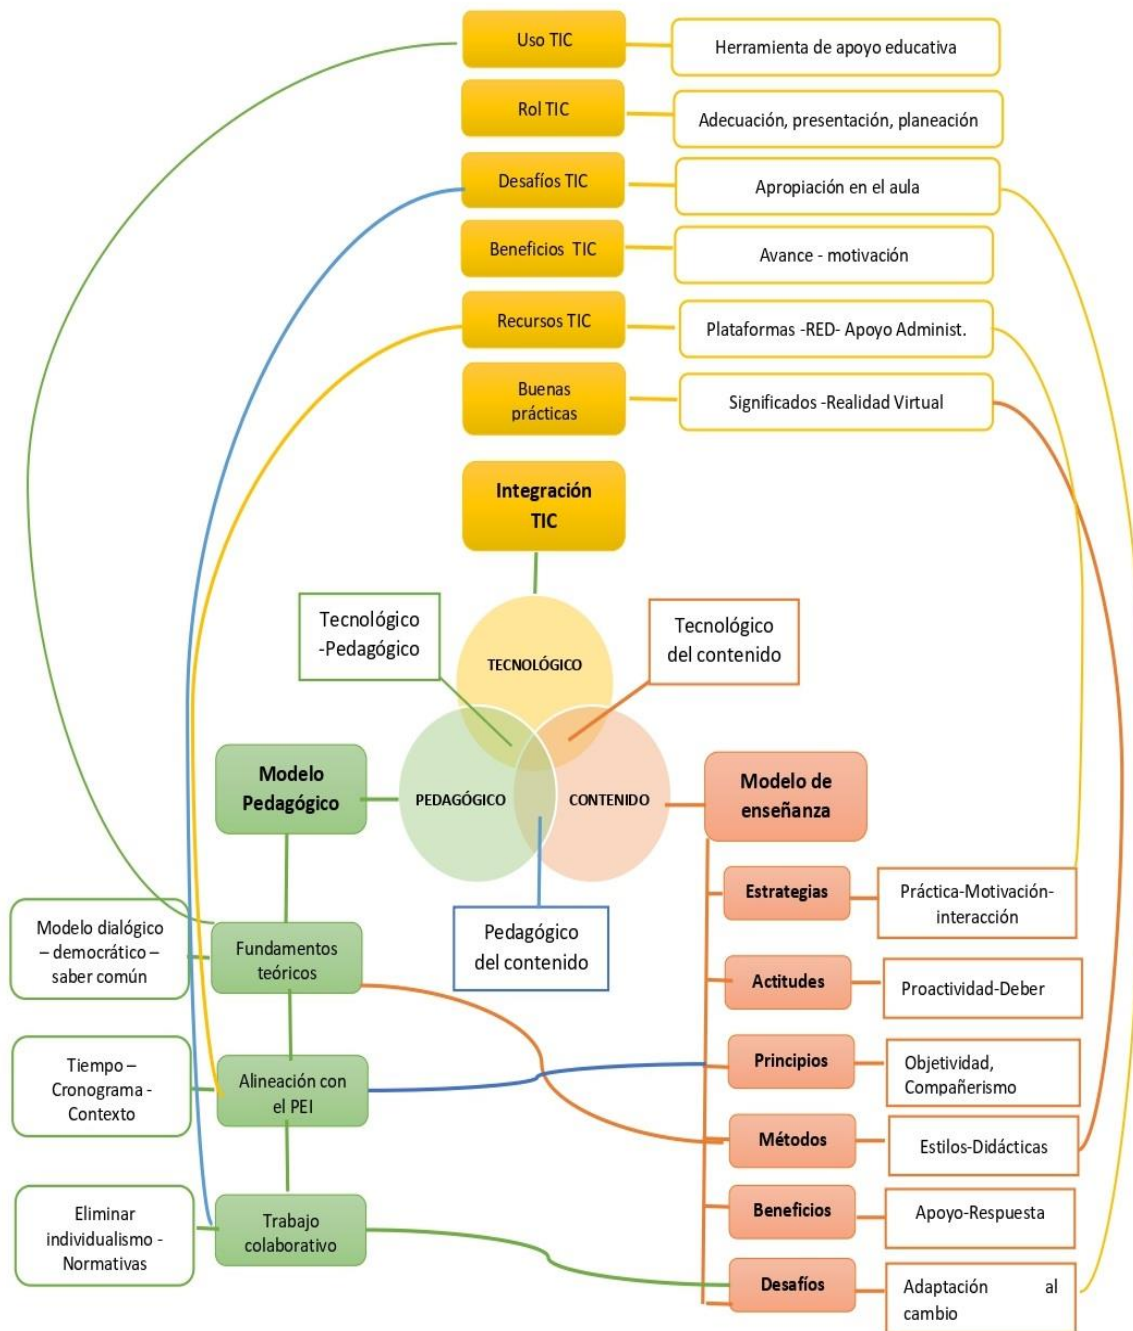 Uso TIC
Herramienta de apoyo educativa
Rol TIC
Adecuación, presentación, planeación
Desafíos TIC
Apropiación en el aula
Beneficios TIC
Avance - motivación
Recursos TIC
Plataformas -RED- Apoyo Administ.
Buenas
prácticas
Significados -Realidad Virtual
Integración
TIC
Tecnológico
-Pedagógico
Tecnológico
del contenido
TECNOLÓGICO
PEDAGÓGICO
CONTENIDO
Pedagógico
del contenido
Modelo
Pedagógico
Modelo dialógico
– democrático –
saber común
Fundamentos
teóricos
Tiempo –
Cronograma -
Contexto
Alineación con
el PEI
Eliminar
individualismo -
Normativas
Trabajo
colaborativo
Modelo de
enseñanza
Estrategias
Práctica-Motivación-
interacción
Actitudes
Proactividad-Deber
Principios
Objetividad,
Compañerismo
Métodos
Estilos-Didácticas
Beneficios
Apoyo-Respuesta
Desafíos
Adaptación al
cambio